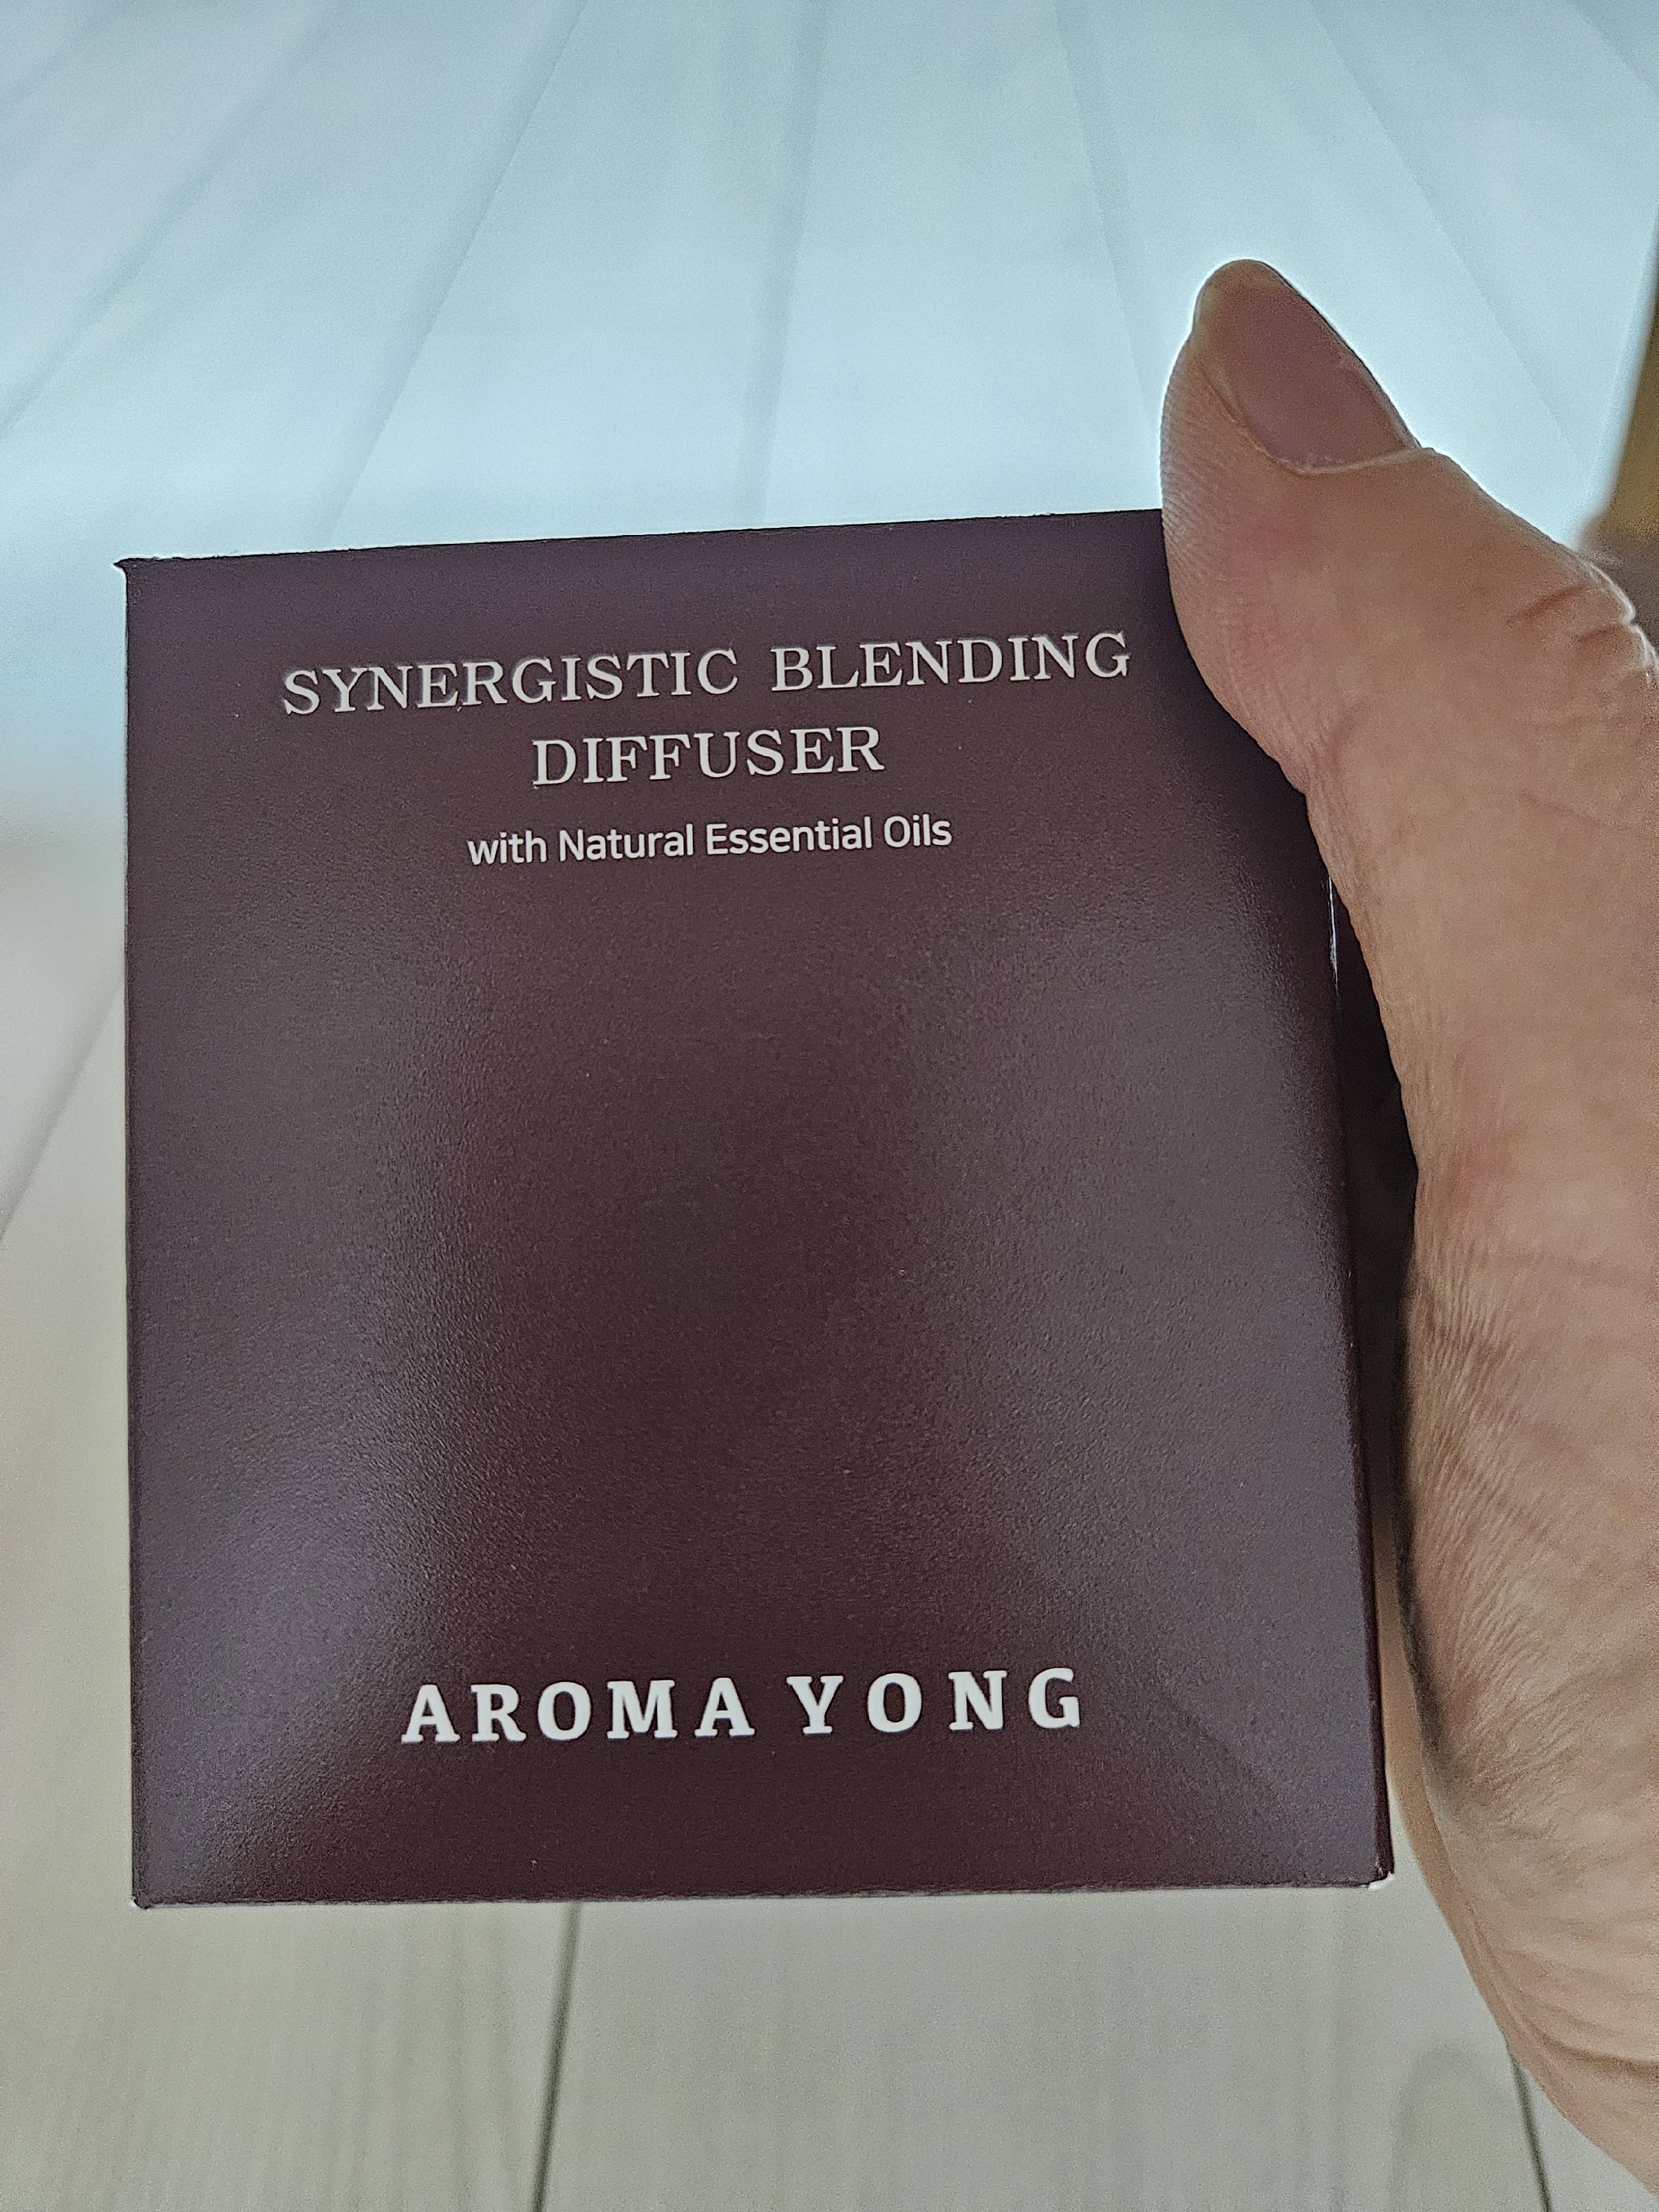 SYNERGISTIC BLENDING
DIFFUSER
with Natural Essential Oils
AROMA YONG